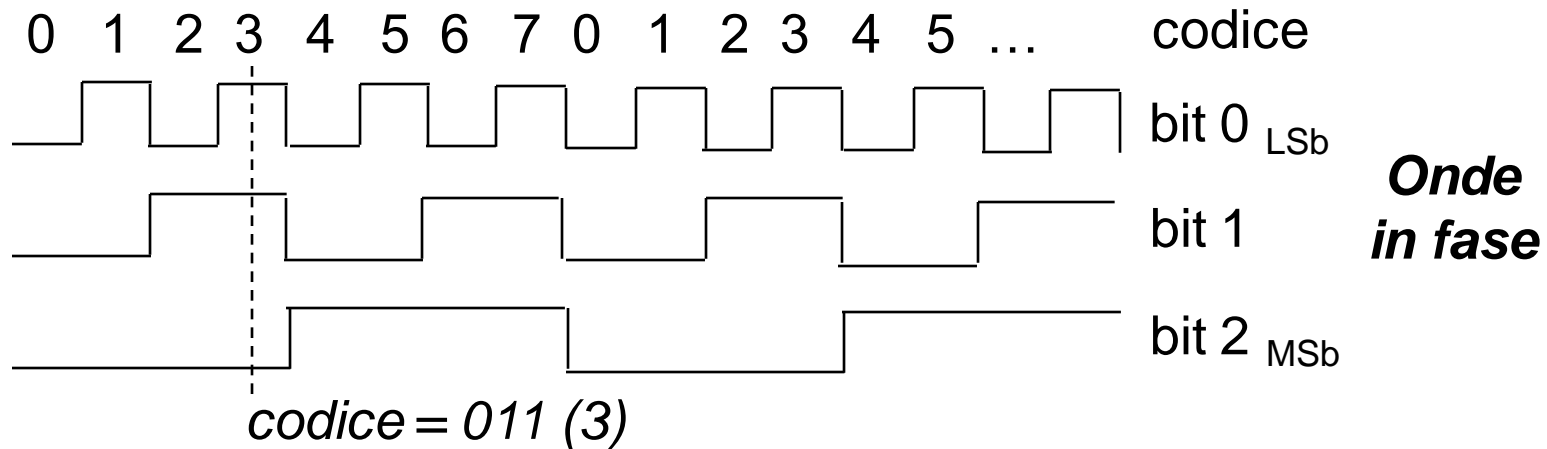 0 1 2 3 4 5 6 7 0 1 2 3 4 5 ... codice
bit 0 LSb
bit 1
bit 2 MSb
Onde
in fase
codice = 011 (3)